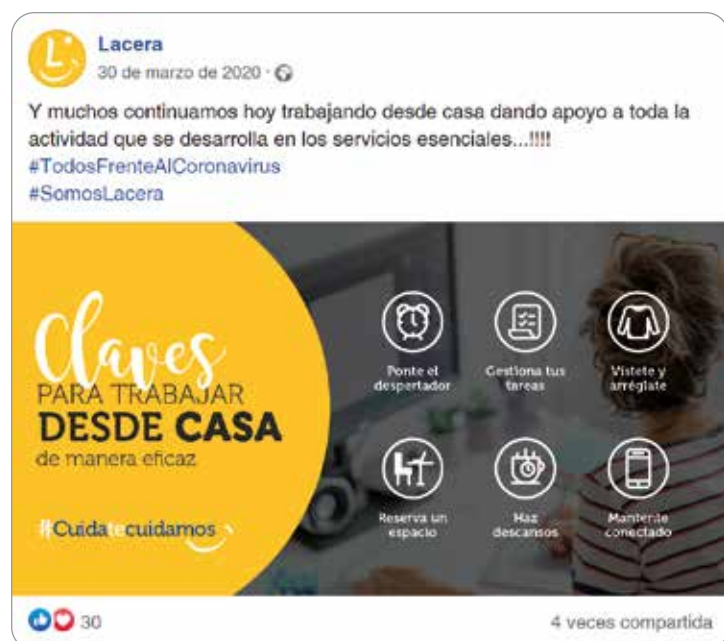 Lacera
30 de marzo de 2020 ·
Y muchos continuamos hoy trabajando desde casa dando apoyo a toda la
actividad que se desarrolla en los servicios esenciales...!!!!
#TodosFrenteAlCoronavirus
#SomosLacera
Claves
PARA TRABAJAR
DESDE CASA
de manera eficaz
#Cuidatecuidamos
Ponte el
despertador
Gestiona tus
tareas
Vístete y
arréglate
Reserva un
espacio
Haz
descansos
Mantente
conectado
30
4 veces compartida